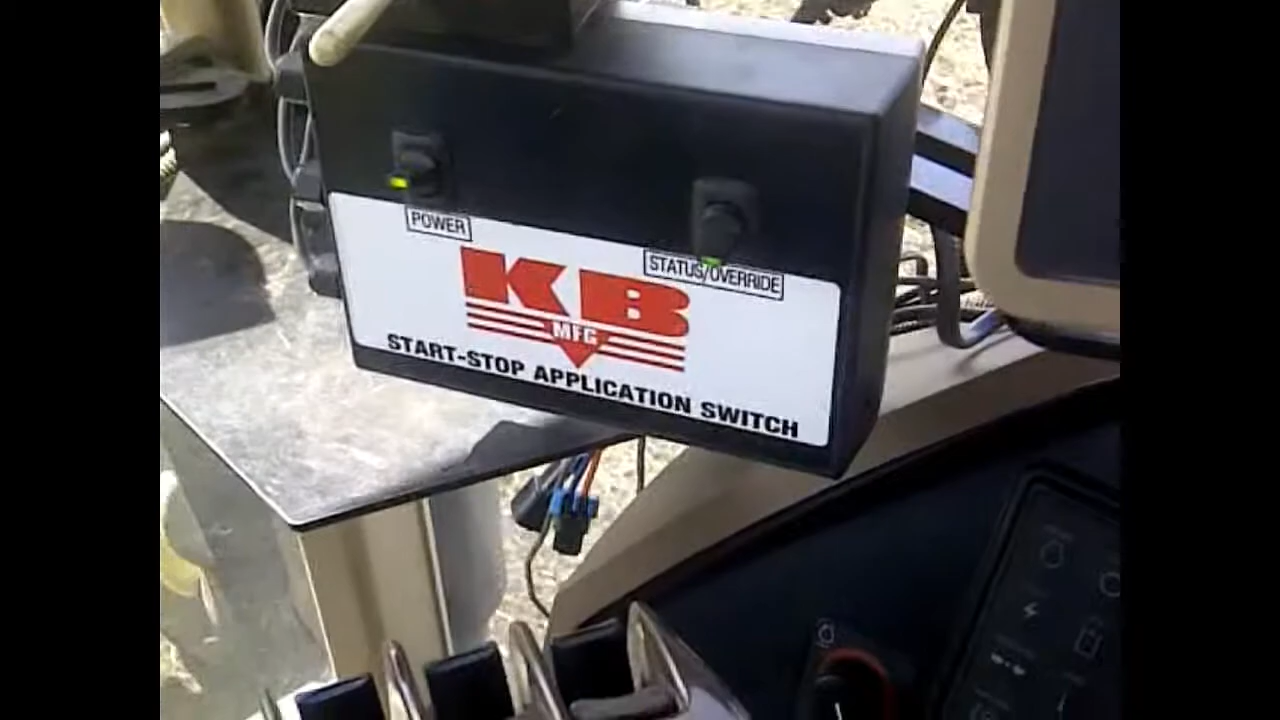 POWER
STATUS/OVERRIDE
KB
MFG
START-STOP APPLICATION SWITCH